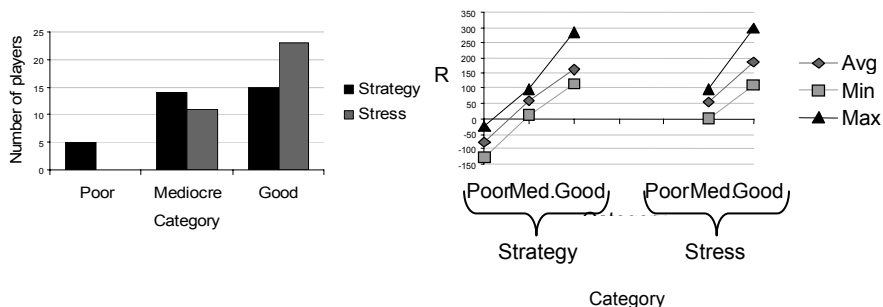 Number of players
25
20
15
10
5
0
Poor Mediocre Good
Category
Strategy
Stress
R
350
300
250
200
150
100
50
0
-50
-100
-150
PoorMed.Good PoorMed.Good
Strategy Stress
Category
Avg
Min
Max